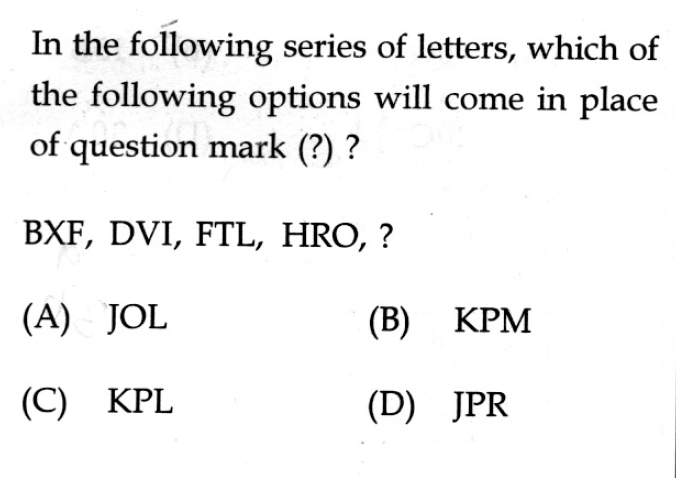 In the following series of letters, which of
the following options will come in place
of question mark (?) ?
BXF, DVI, FTL, HRO, ?
(A) JOL (B) KPM
(C) KPL (D) JPR